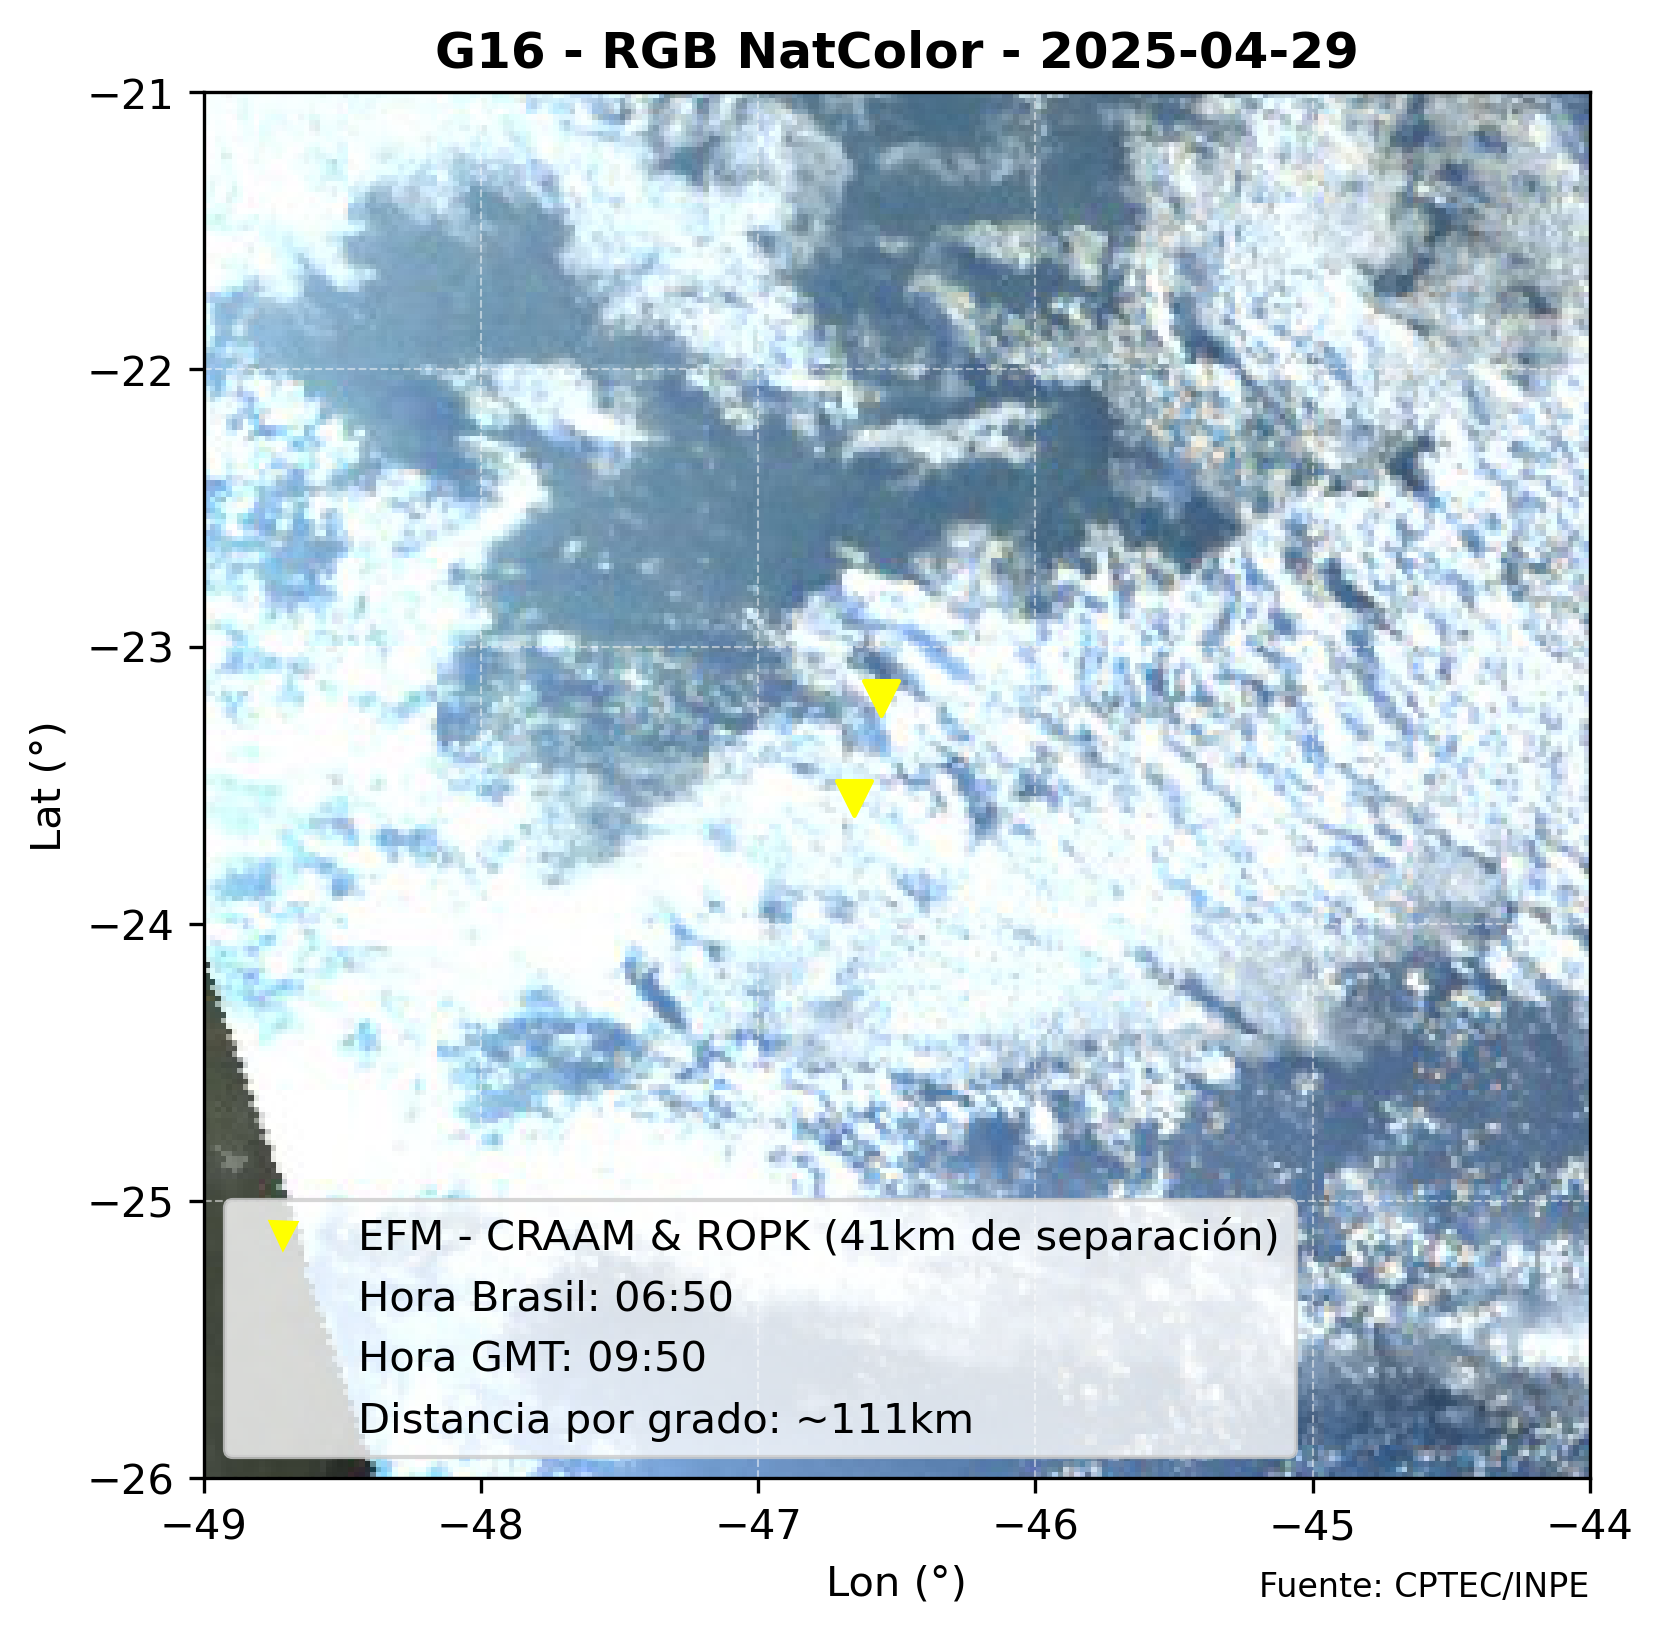 G16 - RGB NatColor - 2025-04-29
−21
−22
−23
−24
−25
−26
Lat (°)
EFM - CRAAM & ROPK (41km de separación)
Hora Brasil: 06:50
Hora GMT: 09:50
Distancia por grado: ~111km
−49
−48
−47
−46
−45
−44
Lon (°)
Fuente: CPTEC/INPE